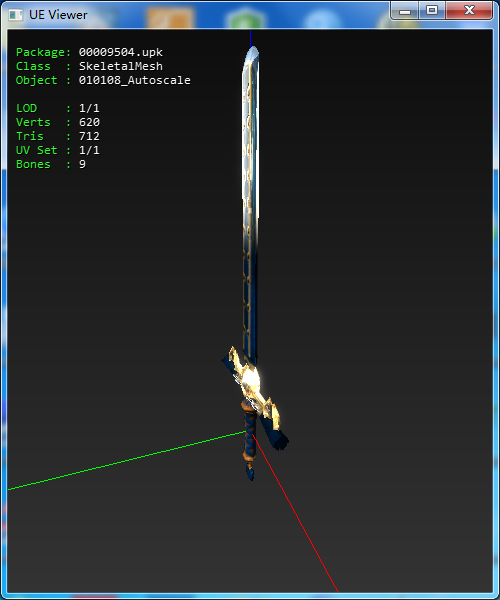 UE Viewer
Package: 00009504.upk
Class : SkeletalMesh
Object : 010108_Autoscale
LOD : 1/1
Verts : 620
Tris : 712
UV Set : 1/1
Bones : 9